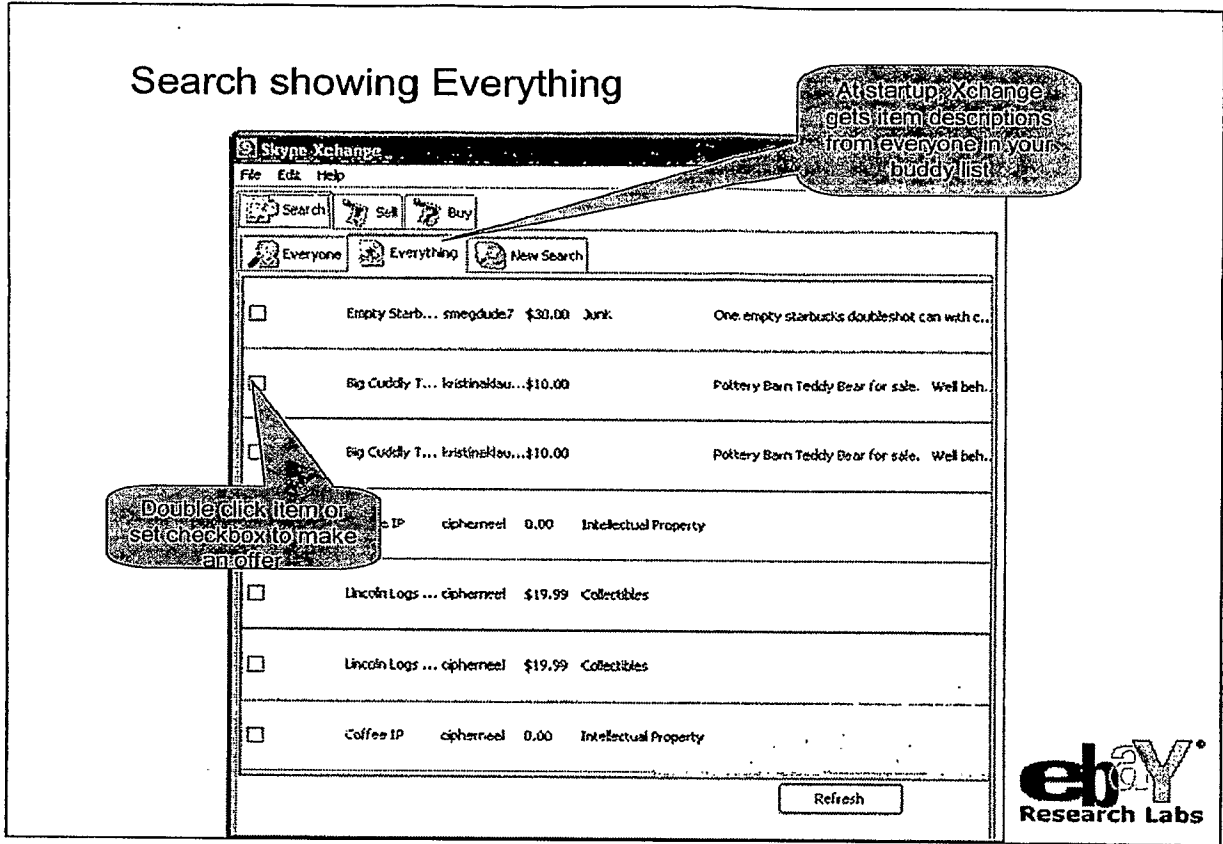 Search showing Everything
At startup, Xchange
gets item descriptions
from everyone in your
buddy list
Skype Xchange
File Edit Help
Search Sell Buy
Everyone Everything New Search
Empty Starb... smegdude7 $30.00 Junk One empty starbucks doubleshot can with c..
Big Cuddly T... kristinaklau...$10.00 Pottery Barn Teddy Bear for sale. Well beh..
Big Cuddly T... kristinaklau...$10.00 Pottery Barn Teddy Bear for sale. Well beh..
Double click item or
set checkbox to make
an offer
e IP cipherneel 0.00 Intellectual Property
Lincoln Logs ... cipherneel $19.99 Collectibles
Lincoln Logs ... cipherneel $19.99 Collectibles
Coffee IP cipherneel 0.00 Intellectual Property
Refresh
ebaY
Research Labs